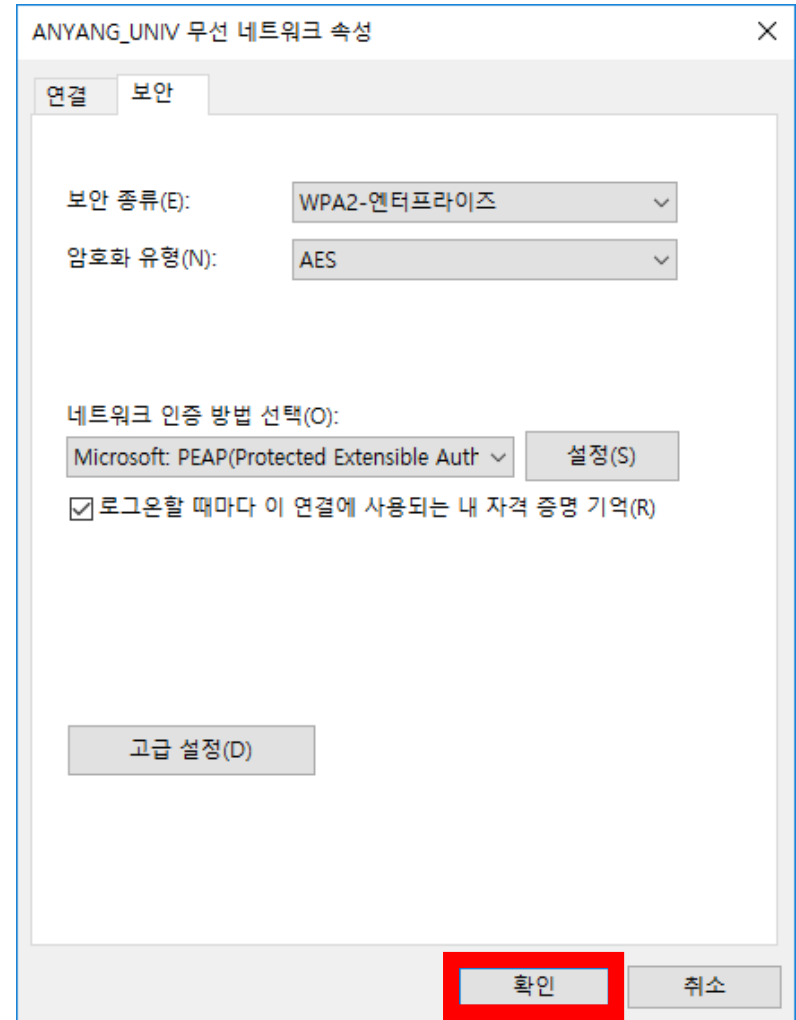 ANYANG_UNIV 무선 네트워크 속성
연결 보안
보안 종류(E): WPA2-엔터프라이즈
암호화 유형(N): AES
네트워크 인증 방법 선택(O):
Microsoft: PEAP(Protected Extensible Auth 설정(S)
로그온할 때마다 이 연결에 사용되는 내 자격 증명 기억(R)
고급 설정(D)
확인 취소